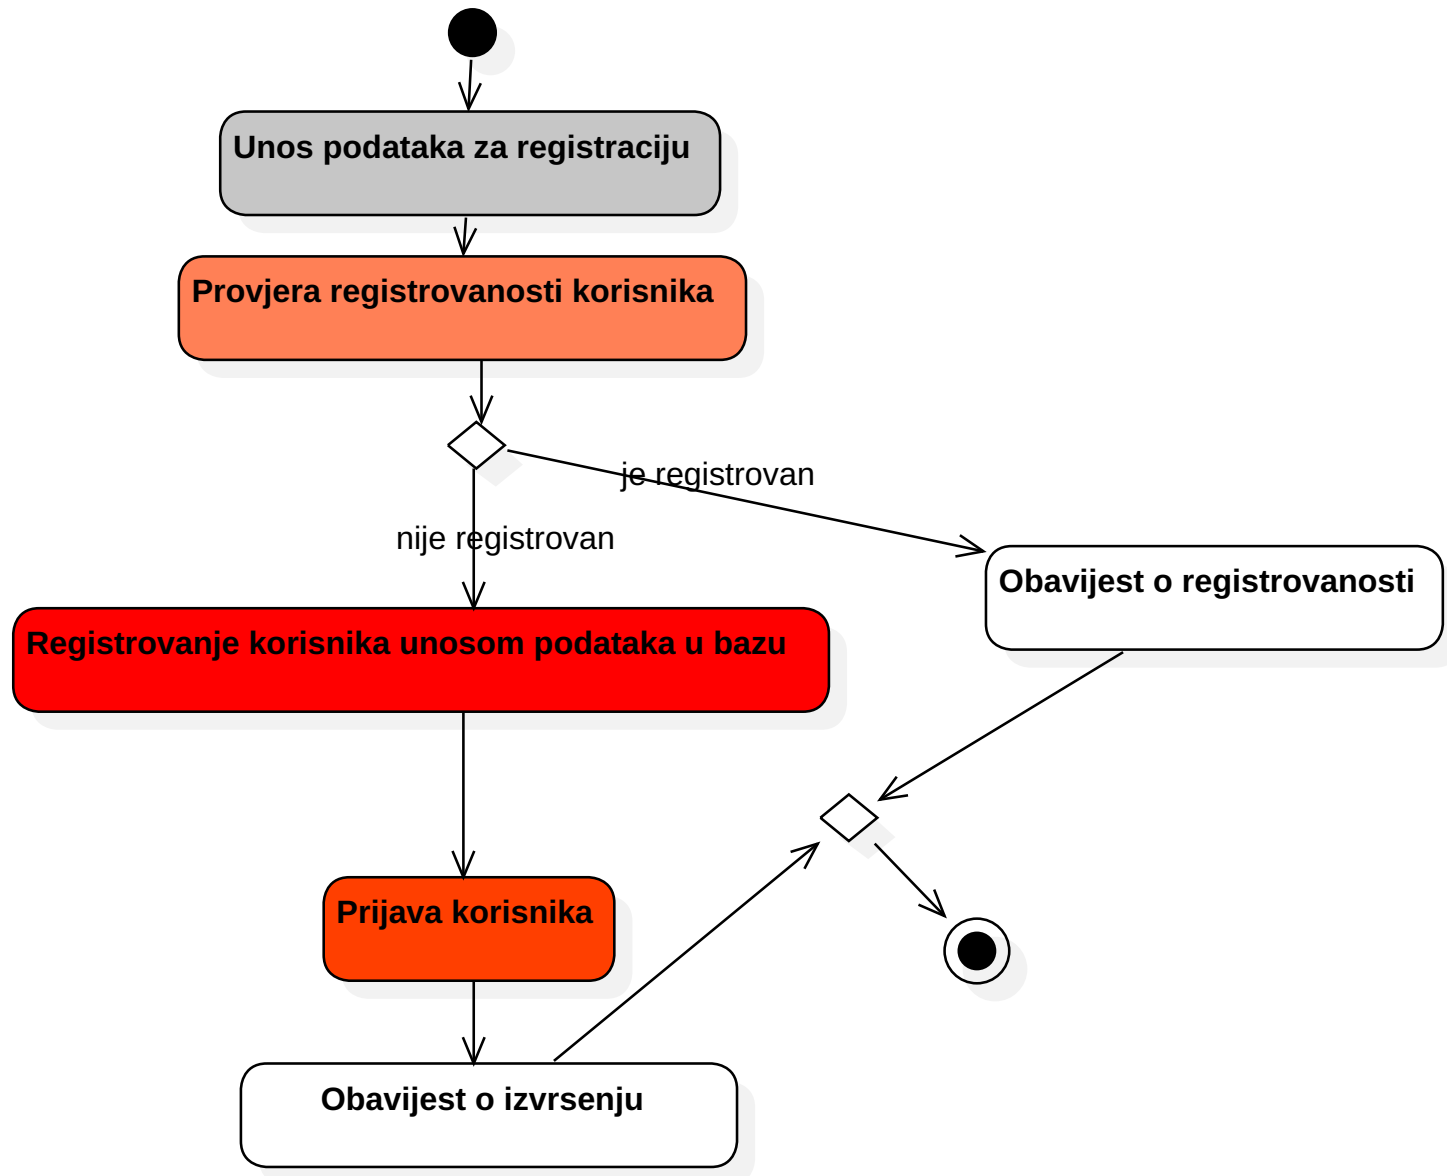 Unos podataka za registraciju
Provjera registrovanosti korisnika
je registrovan
nije registrovan
Obavijest o registrovanosti
Registrovanje korisnika unosom podataka u bazu
Prijava korisnika
Obavijest o izvrsenju